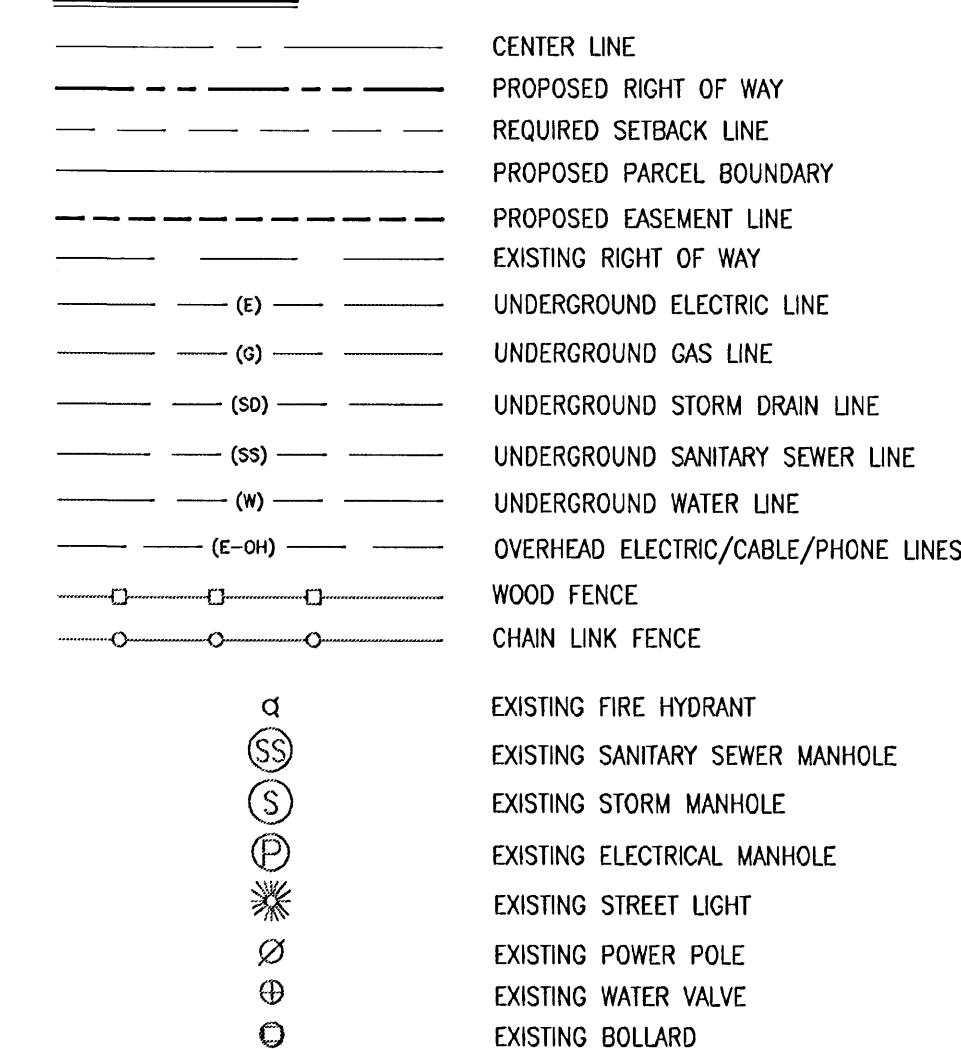 CENTER LINE
PROPOSED RIGHT OF WAY
REQUIRED SETBACK LINE
PROPOSED PARCEL BOUNDARY
PROPOSED EASEMENT LINE
EXISTING RIGHT OF WAY
(E) UNDERGROUND ELECTRIC LINE
(G) UNDERGROUND GAS LINE
(SD) UNDERGROUND STORM DRAIN LINE
(SS) UNDERGROUND SANITARY SEWER LINE
(W) UNDERGROUND WATER LINE
(E-OH) OVERHEAD ELECTRIC/CABLE/PHONE LINES
WOOD FENCE
CHAIN LINK FENCE
EXISTING FIRE HYDRANT
SS EXISTING SANITARY SEWER MANHOLE
S EXISTING STORM MANHOLE
P EXISTING ELECTRICAL MANHOLE
EXISTING STREET LIGHT
EXISTING POWER POLE
EXISTING WATER VALVE
EXISTING BOLLARD